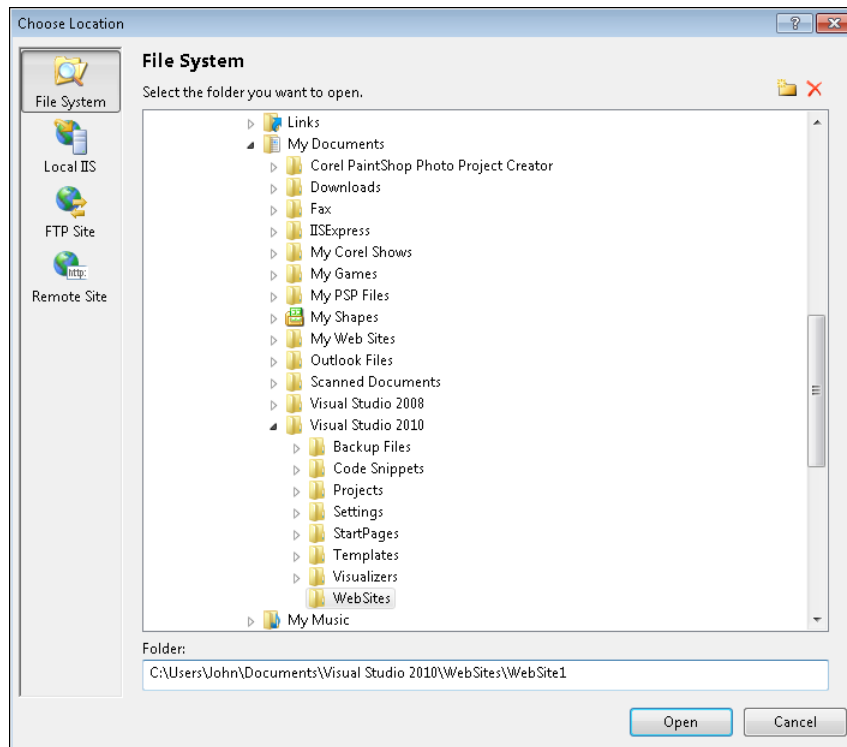 Choose Location
File System
Local IIS
FTP Site
http:
Remote Site
File System
Select the folder you want to open.
Links
My Documents
Corel PaintShop Photo Project Creator
Downloads
Fax
IISExpress
My Corel Shows
My Games
My PSP Files
My Shapes
My Web Sites
Outlook Files
Scanned Documents
Visual Studio 2008
Visual Studio 2010
Backup Files
Code Snippets
Projects
Settings
StartPages
Templates
Visualizers
WebSites
My Music
Folder:
C:\Users\John\Documents\Visual Studio 2010\WebSites\WebSite1
Open Cancel